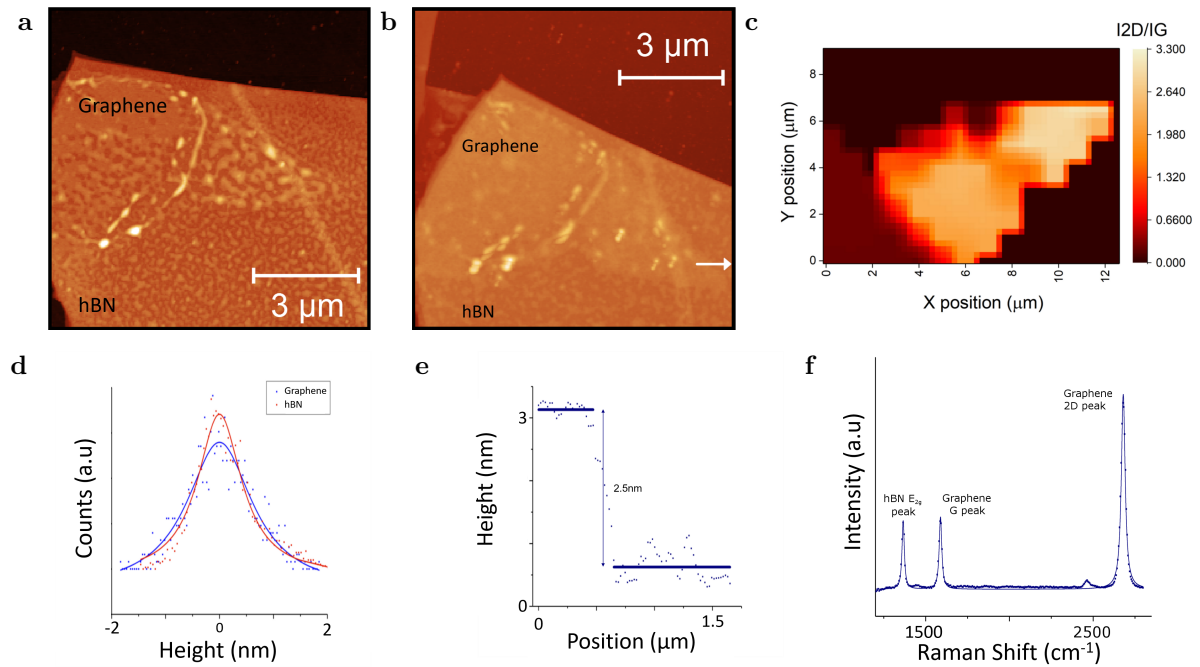 a
Graphene
hBN
3 μm
b
3 μm
Graphene
hBN
c
I2D/IG
3.300
2.640
1.980
1.320
0.6600
0.000
Y position (μm)
8
6
4
2
0
0 2 4 6 8 10 12
X position (μm)
d
Graphene
hBN
Counts (a.u)
-2 -1 0 1 2
Height (nm)
e
Height (nm)
3
2.5nm
0
0 1.5
Position (μm)
f
Intensity (a.u)
Graphene
2D peak
hBN E2g
peak
Graphene
G peak
1500 2500
Raman Shift (cm-1)